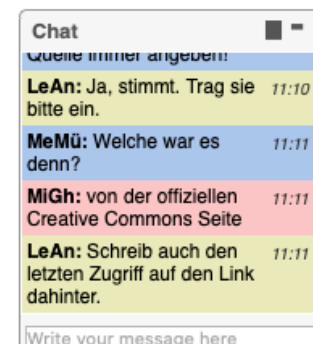 Chat
Quelle immer angeben!
LeAn: Ja, stimmt. Trag sie 11:10
bitte ein.
MeMü: Welche war es 11:11
denn?
MiGh: von der offiziellen 11:11
Creative Commons Seite
LeAn: Schreib auch den 11:11
letzten Zugriff auf den Link
dahinter.
Write your message here